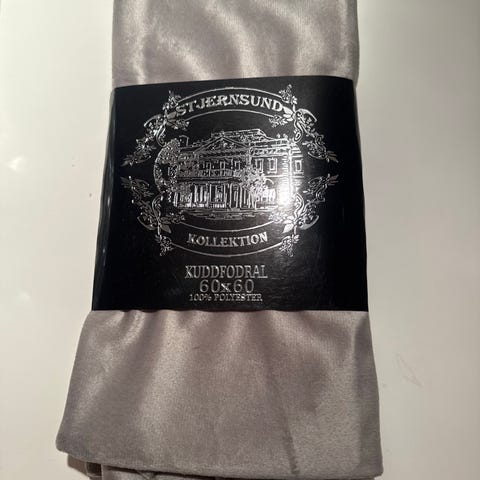 STJERNSUND
KOLLEKTION
KUDDFODRAL
60x60
100% POLYESTER